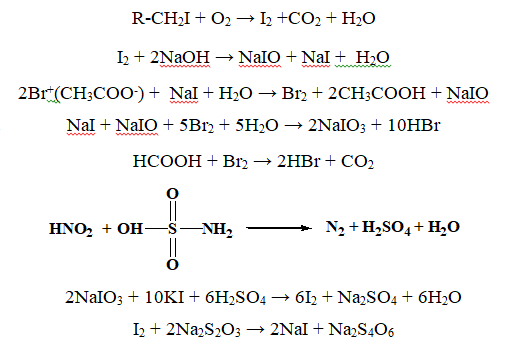 R-CH₂I + O₂ → I₂ +CO₂ + H₂O
I₂ + 2NaOH → NaIO + NaI + H₂O
2Br⁺(CH₃COO⁻) + NaI + H₂O → Br₂ + 2CH₃COOH + NaIO
NaI + NaIO + 5Br₂ + 5H₂O → 2NaIO₃ + 10HBr
HCOOH + Br₂ → 2HBr + CO₂
O
HNO₂ + OH—S—NH₂ → N₂ + H₂SO₄ + H₂O
O
2NaIO₃ + 10KI + 6H₂SO₄ → 6I₂ + Na₂SO₄ + 6H₂O
I₂ + 2Na₂S₂O₃ → 2NaI + Na₂S₄O₆